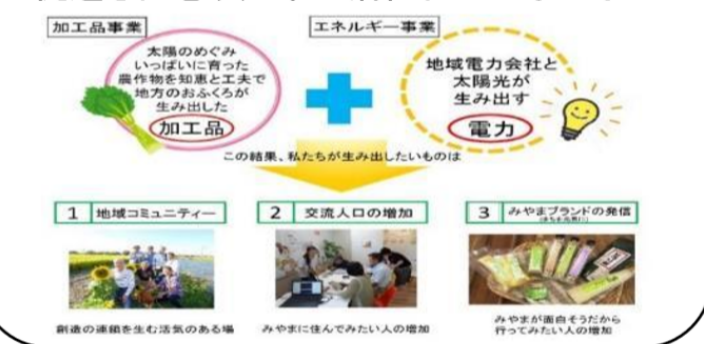 加工品事業
エネルギー事業
太陽のめぐみ
いっぱいに育った
農作物を知恵と工夫で
地方のおふくろが
生み出した
加工品
地域電力会社と
太陽光が
生み出す
電力
この結果、私たちが生み出したいものは
1 地域コミュニティー
2 交流人口の増加
3 みやまブランドの発信
創造の連鎖を生む活気のある場
みやまに住んでみたい人の増加
みやまが面白そうだから
行ってみたい人の増加